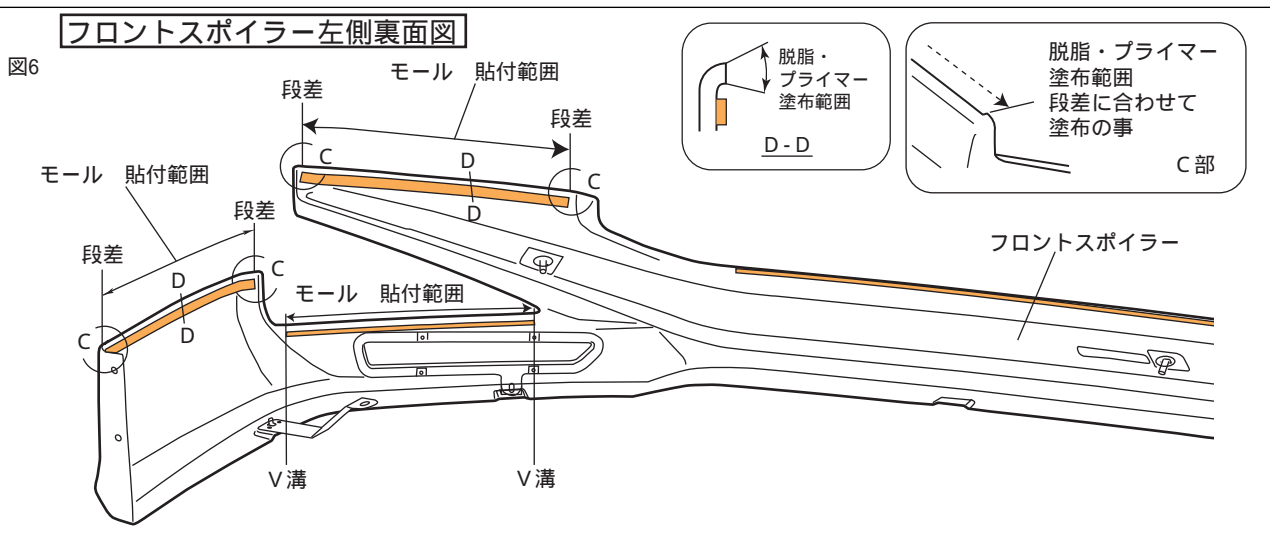 フロントスポイラー左側裏面図
図6
モール 貼付範囲
段差
段差
C
D
D
C
モール 貼付範囲
段差
段差
D
D
C
C
モール 貼付範囲
V溝
V溝
フロントスポイラー
脱脂・
プライマー
塗布範囲
D-D
脱脂・プライマー
塗布範囲
段差に合わせて
塗布の事
C部